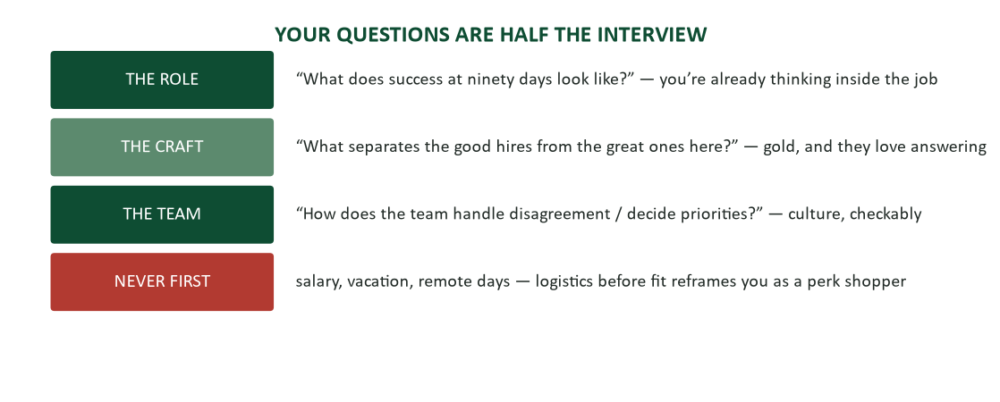 YOUR QUESTIONS ARE HALF THE INTERVIEW
THE ROLE
“What does success at ninety days look like?” — you’re already thinking inside the job
THE CRAFT
“What separates the good hires from the great ones here?” — gold, and they love answering
THE TEAM
“How does the team handle disagreement / decide priorities?” — culture, checkably
NEVER FIRST
salary, vacation, remote days — logistics before fit reframes you as a perk shopper